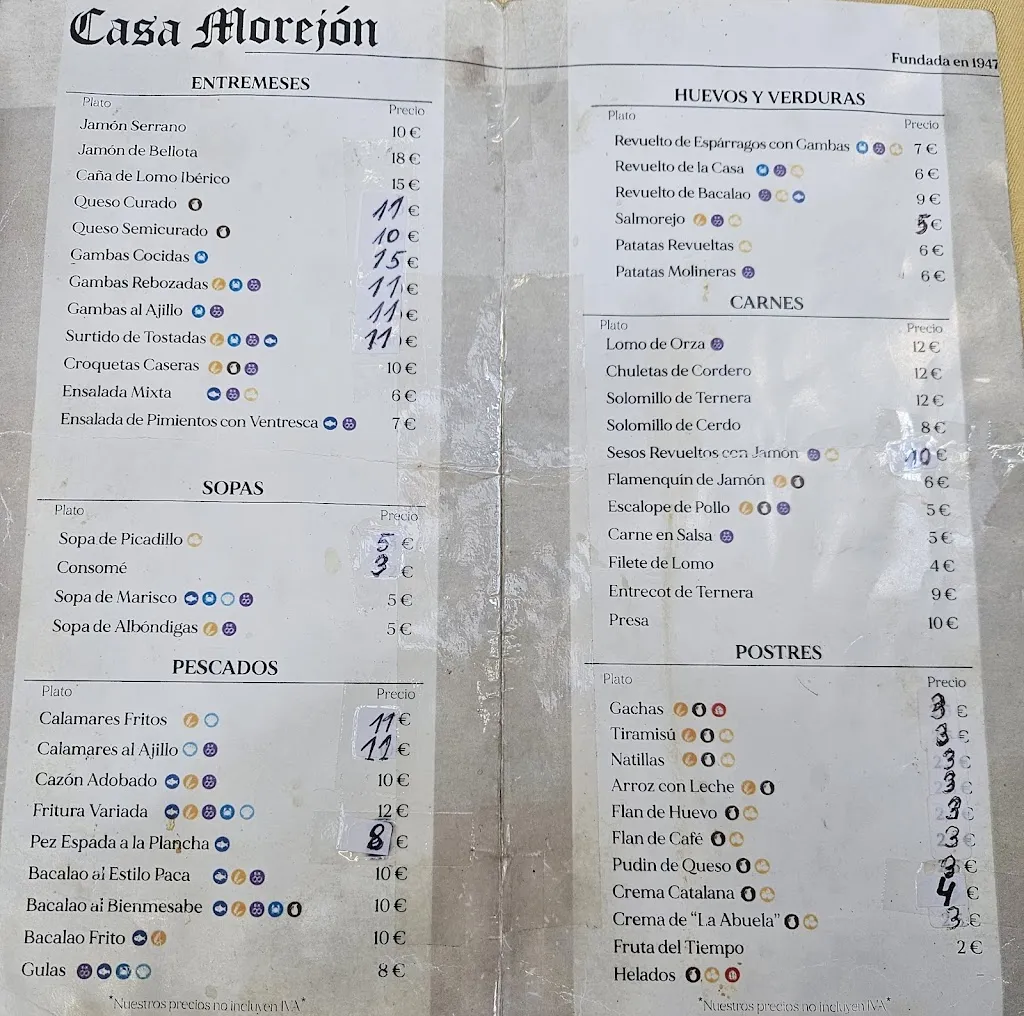 Casa Morejón
Fundada en 1947
ENTREMESES
Plato Precio
Jamón Serrano 10 €
Jamón de Bellota 18 €
Caña de Lomo Ibérico 15 €
Queso Curado 11 €
Queso Semicurado 10 €
Gambas Cocidas 15 €
Gambas Rebozadas 11 €
Gambas al Ajillo 11 €
Surtido de Tostadas 11 €
Croquetas Caseras 10 €
Ensalada Mixta 6 €
Ensalada de Pimientos con Ventresca 7 €
SOPAS
Plato Precio
Sopa de Picadillo 5 €
Consomé 3 €
Sopa de Marisco 5 €
Sopa de Albóndigas 5 €
PESCADOS
Plato Precio
Calamares Fritos 11 €
Calamares al Ajillo 11 €
Cazón Adobado 10 €
Fritura Variada 12 €
Pez Espada a la Plancha 8 €
Bacalao al Estilo Paca 10 €
Bacalao al Bienmesabe 10 €
Bacalao Frito 10 €
Gulas 8 €
*Nuestros precios no incluyen IVA*
HUEVOS Y VERDURAS
Plato Precio
Revuelto de Espárragos con Gambas 7 €
Revuelto de la Casa 6 €
Revuelto de Bacalao 9 €
Salmorejo 5 €
Patatas Revueltas 6 €
Patatas Molineras 6 €
CARNES
Plato Precio
Lomo de Orza 12 €
Chuletas de Cordero 12 €
Solomillo de Ternera 12 €
Solomillo de Cerdo 8 €
Sesos Revueltos con Jamón 10 €
Flamenquin de Jamón 6 €
Escalope de Pollo 5 €
Carne en Salsa 5 €
Filete de Lomo 4 €
Entrecot de Ternera 9 €
Presa 10 €
POSTRES
Plato Precio
Gachas 3 €
Tiramisú 3 €
Natillas 3 €
Arroz con Leche 3 €
Flan de Huevo 3 €
Flan de Café 3 €
Pudin de Queso 3 €
Crema Catalana 4 €
Crema de "La Abuela" 3 €
Fruta del Tiempo 2 €
Helados
*Nuestros precios no incluyen IVA*